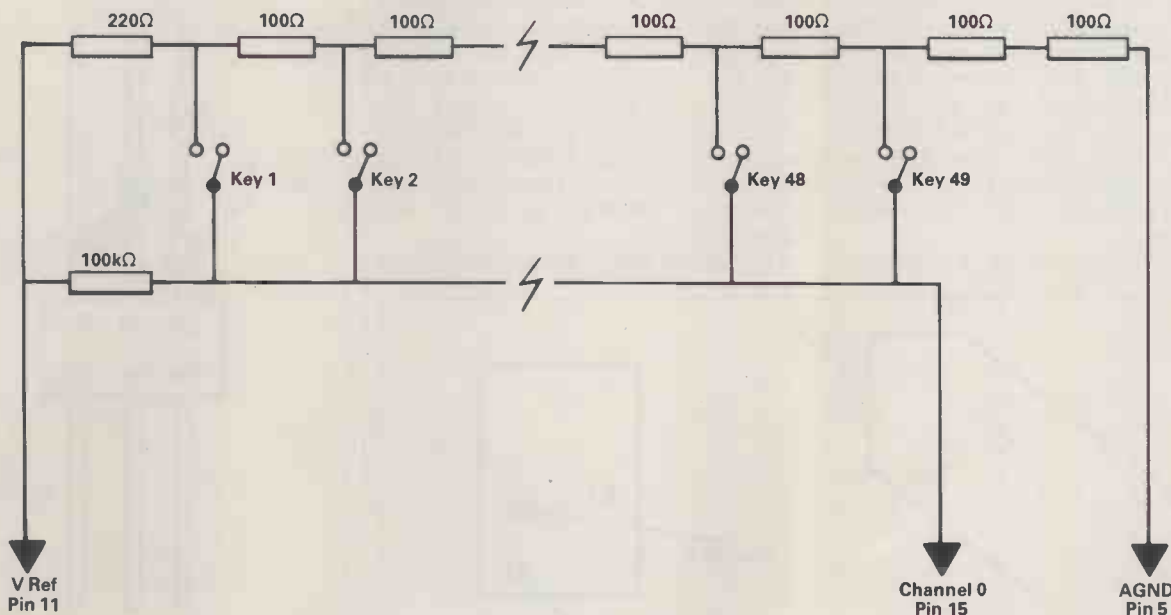 220Ω 100Ω 100Ω 100Ω 100Ω 100Ω 100Ω
Key 1 Key 2 Key 48 Key 49
100kΩ
V Ref
Pin 11
Channel 0
Pin 15
AGND
Pin 5